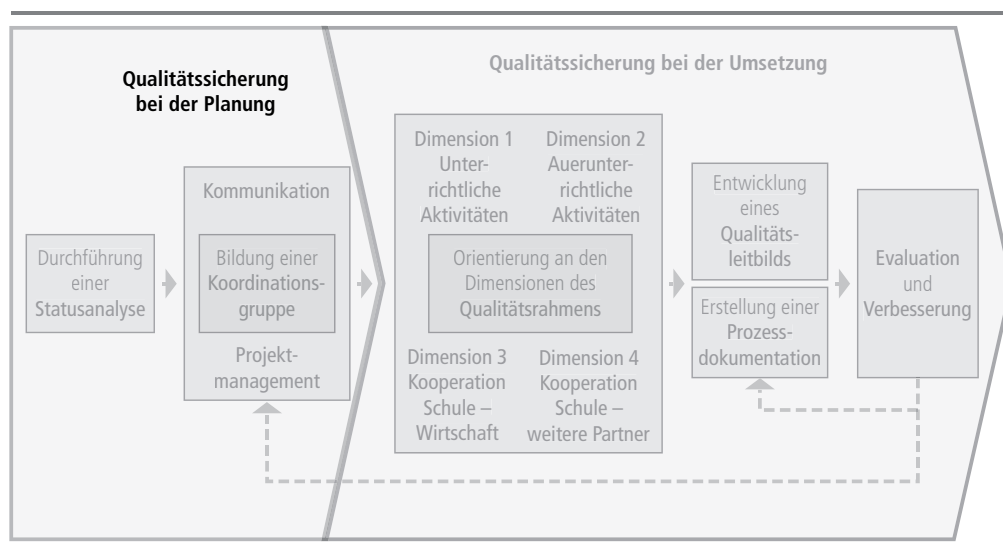 Qualitätssicherung
bei der Planung
Qualitätssicherung bei der Umsetzung
Durchführung
einer
Statusanalyse
Kommunikation
Bildung einer
Koordinations-
gruppe
Projekt-
management
Dimension 1
Unter-
richtliche
Aktivitäten
Dimension 2
Auerunter-
richtliche
Aktivitäten
Orientierung an den
Dimensionen des
Qualitätsrahmens
Dimension 3
Kooperation
Schule –
Wirtschaft
Dimension 4
Kooperation
Schule –
weitere Partner
Entwicklung
eines
Qualitäts-
leitbilds
Erstellung einer
Prozess-
dokumentation
Evaluation
und
Verbesserung